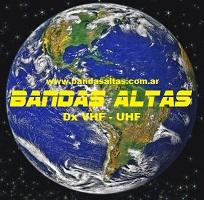 www.bandasaltas.com.ar
BANDAS ALTAS
Dx VHF - UHF